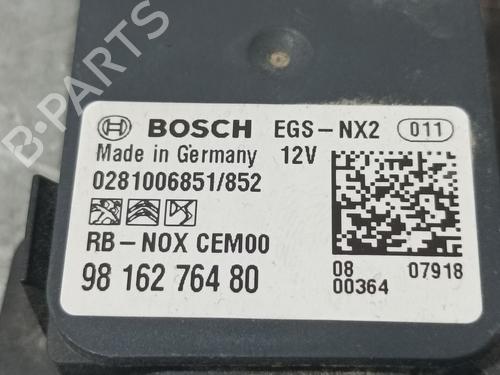 B-PARTS
BOSCH EGS-NX2 011
Made in Germany 12V
0281006851/852
RB-NOX CEM00
98 162 764 80
08 07918
00364